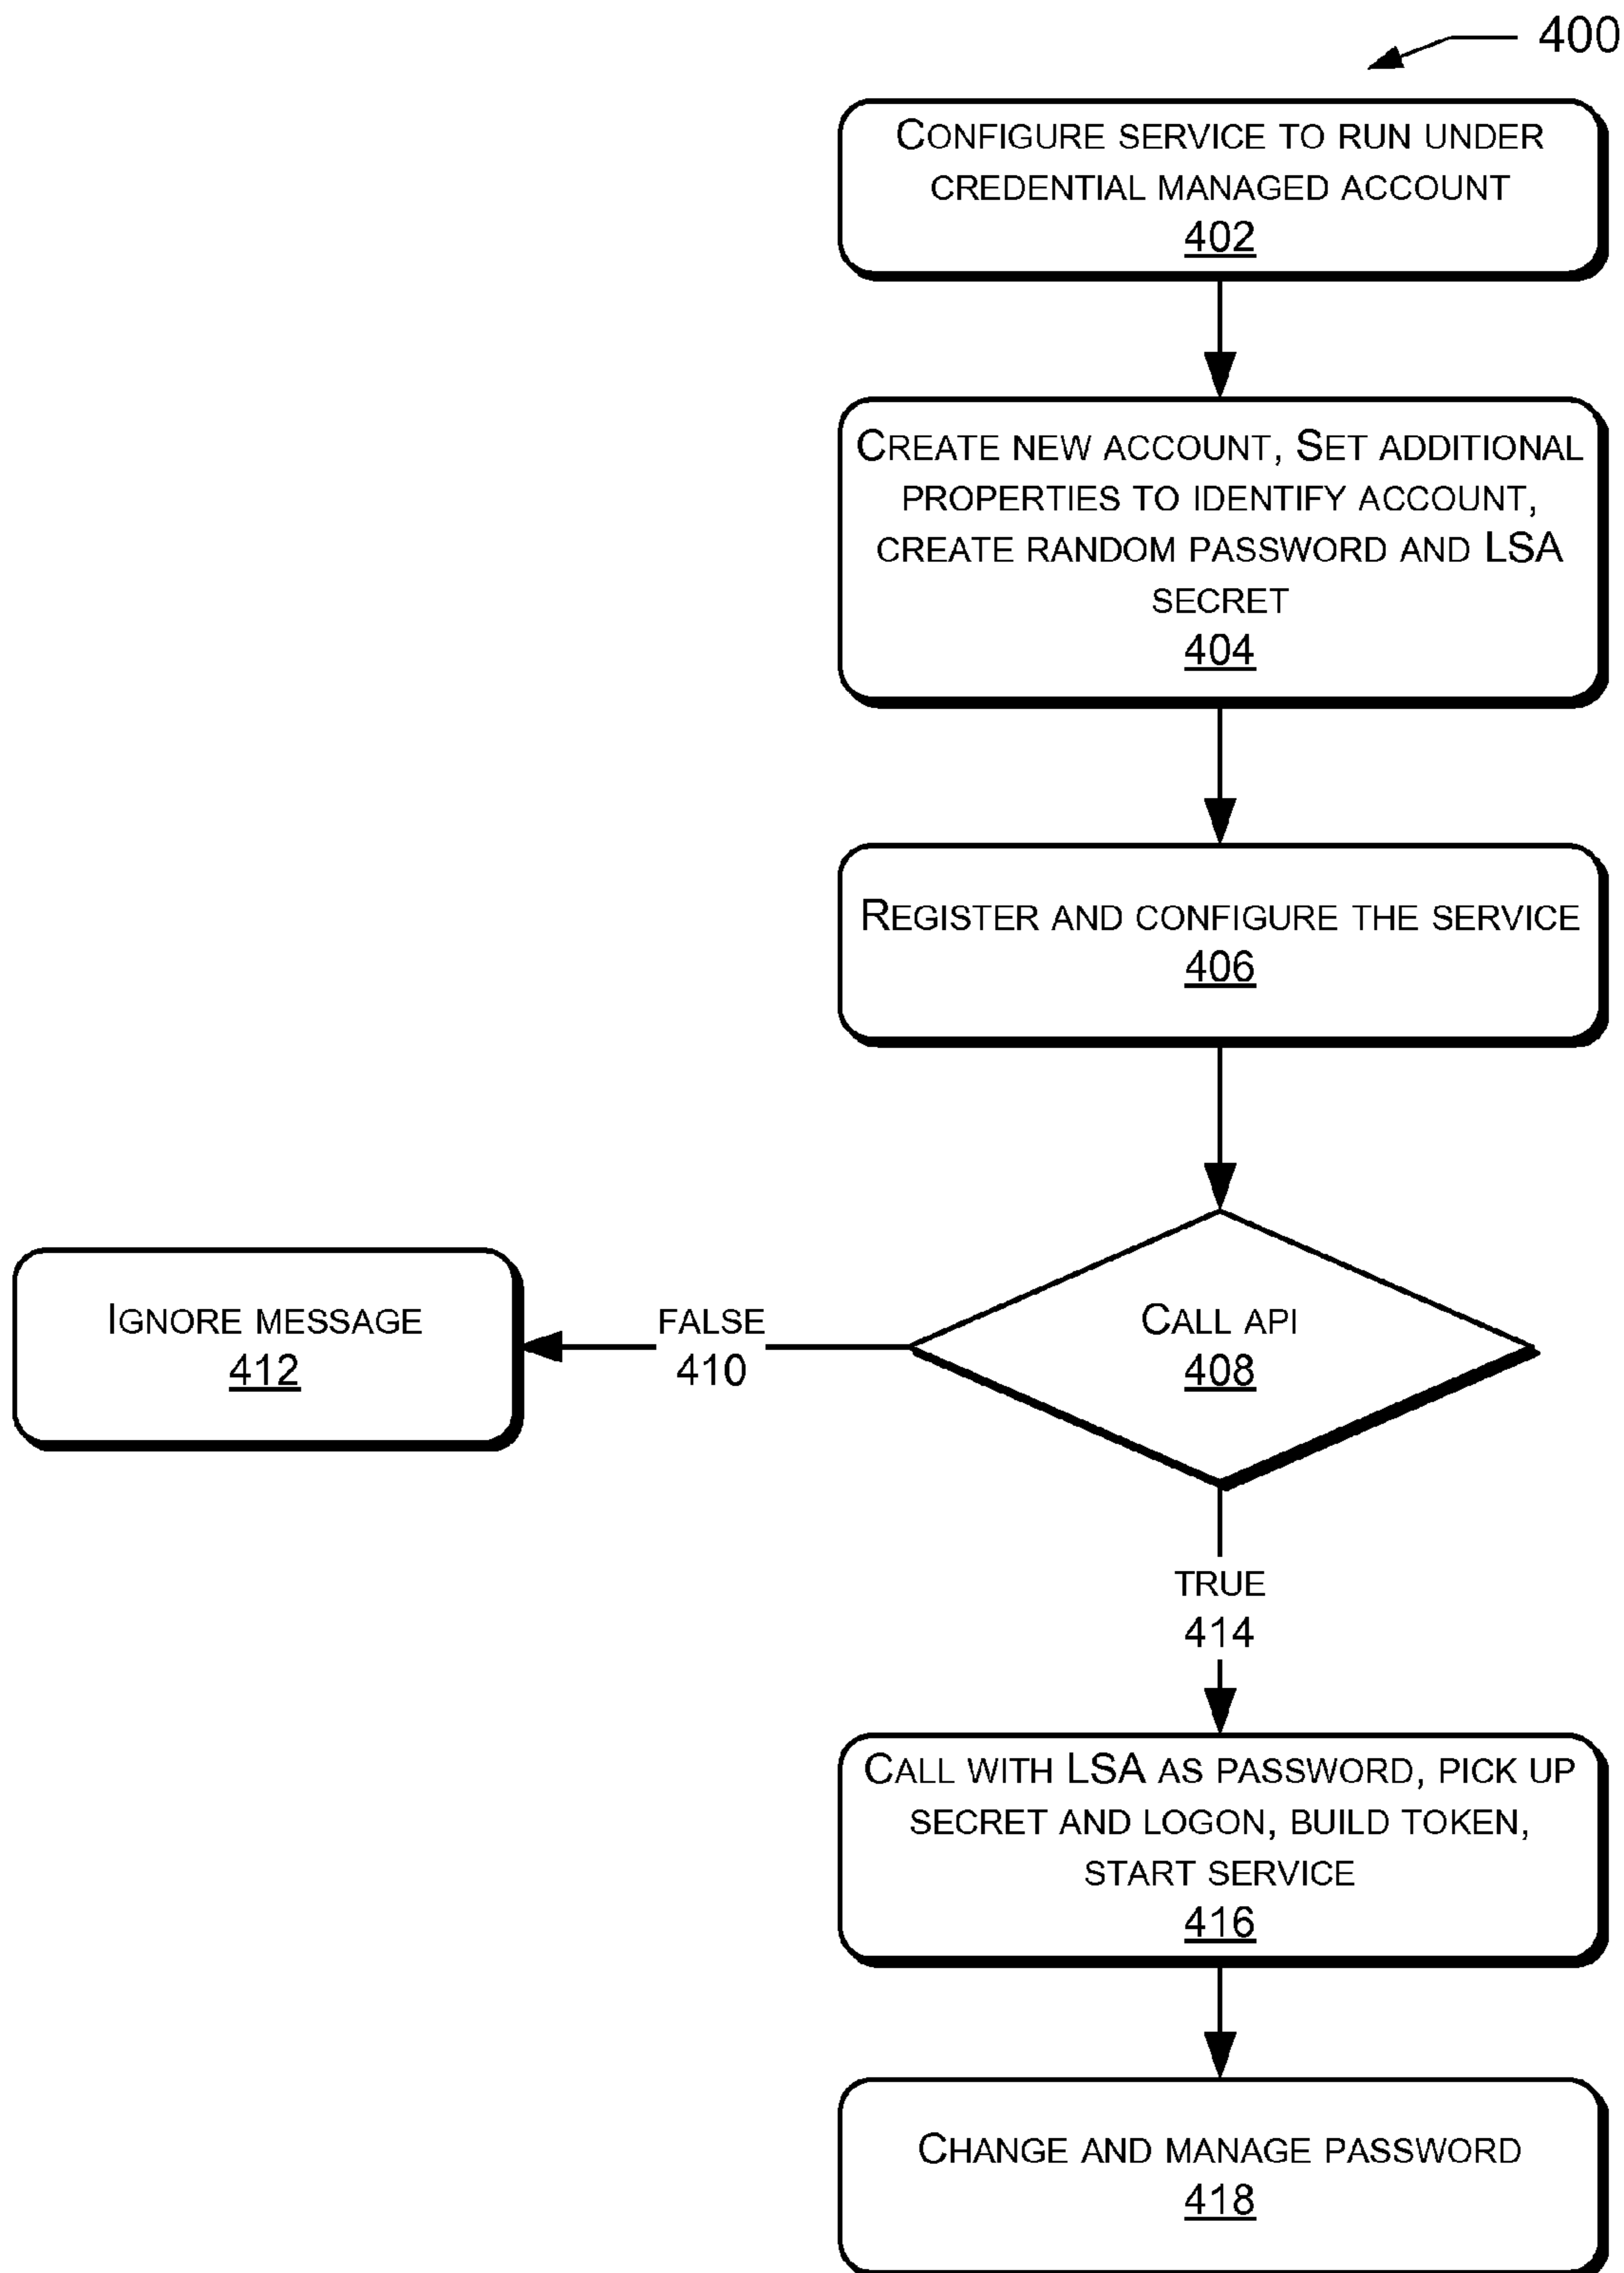 400
CONFIGURE SERVICE TO RUN UNDER
CREDENTIAL MANAGED ACCOUNT
402
CREATE NEW ACCOUNT, SET ADDITIONAL
PROPERTIES TO IDENTIFY ACCOUNT,
CREATE RANDOM PASSWORD AND LSA
SECRET
404
REGISTER AND CONFIGURE THE SERVICE
406
CALL API
408
FALSE
410
IGNORE MESSAGE
412
TRUE
414
CALL WITH LSA AS PASSWORD, PICK UP
SECRET AND LOGON, BUILD TOKEN,
START SERVICE
416
CHANGE AND MANAGE PASSWORD
418